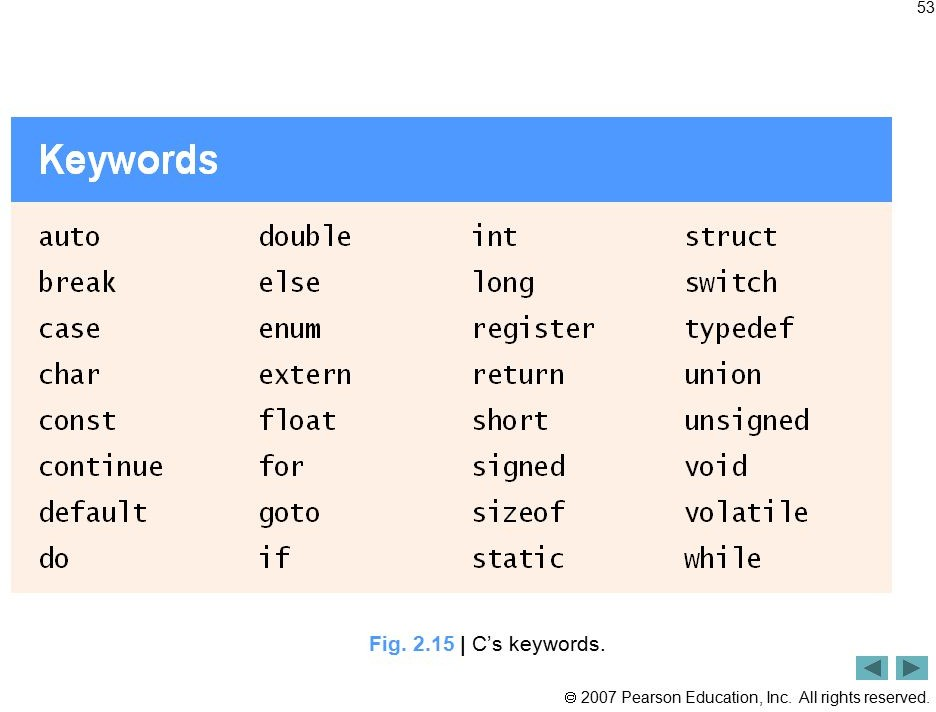 53
Keywords
auto double int struct
break else long switch
case enum register typedef
char extern return union
const float short unsigned
continue for signed void
default goto sizeof volatile
do if static while
Fig. 2.15 | C’s keywords.
© 2007 Pearson Education, Inc. All rights reserved.